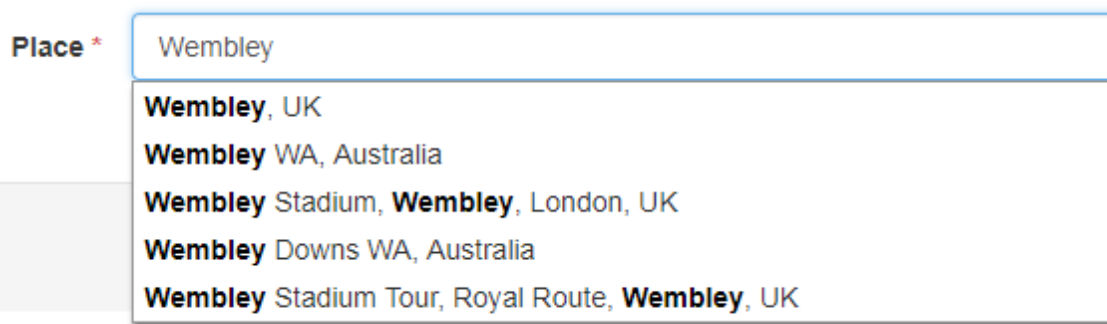 Place * Wembley
Wembley, UK
Wembley WA, Australia
Wembley Stadium, Wembley, London, UK
Wembley Downs WA, Australia
Wembley Stadium Tour, Royal Route, Wembley, UK